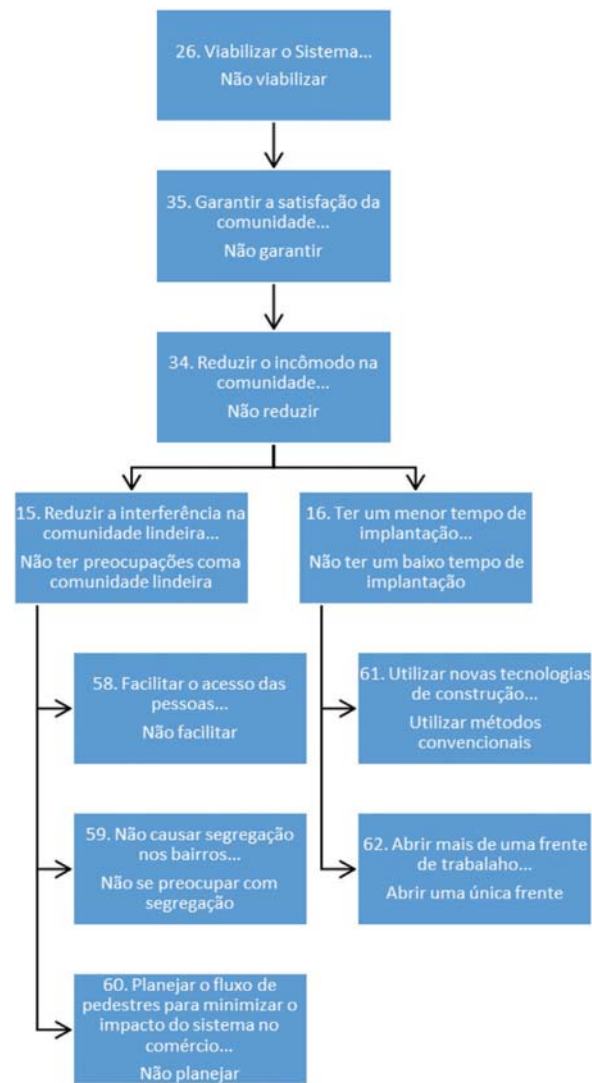 26. Viabilizar o Sistema...
Não viabilizar
35. Garantir a satisfação da
comunidade...
Não garantir
34. Reduzir o incômodo na
comunidade...
Não reduzir
15. Reduzir a interferência na
comunidade lindeira...
Não ter preocupações coma
comunidade lindeira
16. Ter um menor tempo de
implantação...
Não ter um baixo tempo de
implantação
58. Facilitar o acesso das
pessoas...
Não facilitar
61. Utilizar novas tecnologias
de construção...
Utilizar métodos
convencionais
59. Não causar segregação
nos bairros...
Não se preocupar com
segregação
62. Abrir mais de uma frente
de trabalaho...
Abrir uma única frente
60. Planejar o fluxo de
pedestres para minimizar o
impacto do sistema no
comércio...
Não planejar